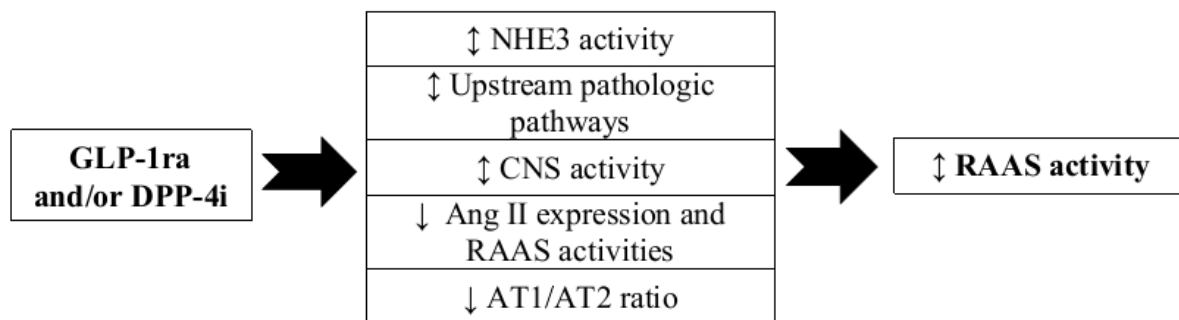 GLP-1ra
and/or DPP-4i
↕ NHE3 activity
↕ Upstream pathologic
pathways
↕ CNS activity
↓ Ang II expression and
RAAS activities
↓ AT1/AT2 ratio
↕ RAAS activity